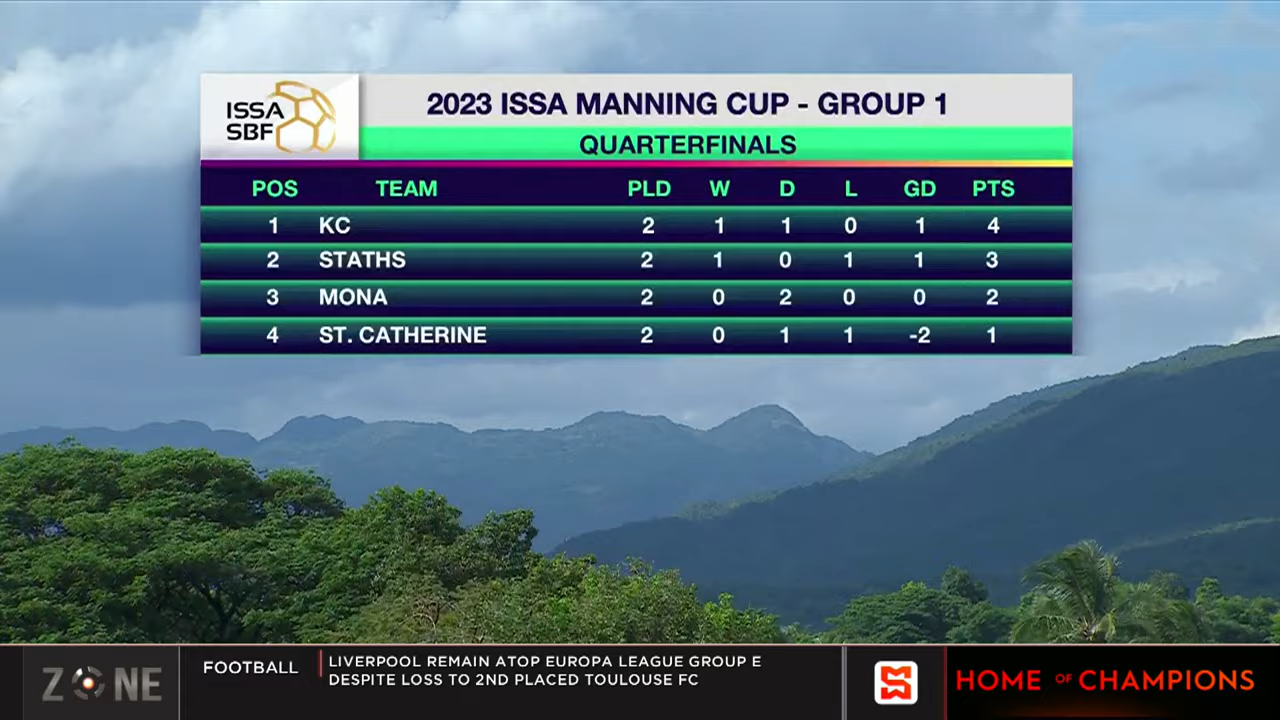 ISSA
SBF
2023 ISSA MANNING CUP - GROUP 1
QUARTERFINALS
POS TEAM PLD W D L GD PTS
1 KC 2 1 1 0 1 4
2 STATHS 2 1 0 1 1 3
3 MONA 2 0 2 0 0 2
4 ST. CATHERINE 2 0 1 1 -2 1
ZONE
FOOTBALL
LIVERPOOL REMAIN ATOP EUROPA LEAGUE GROUP E
DESPITE LOSS TO 2ND PLACED TOULOUSE FC
HOME OF CHAMPIONS